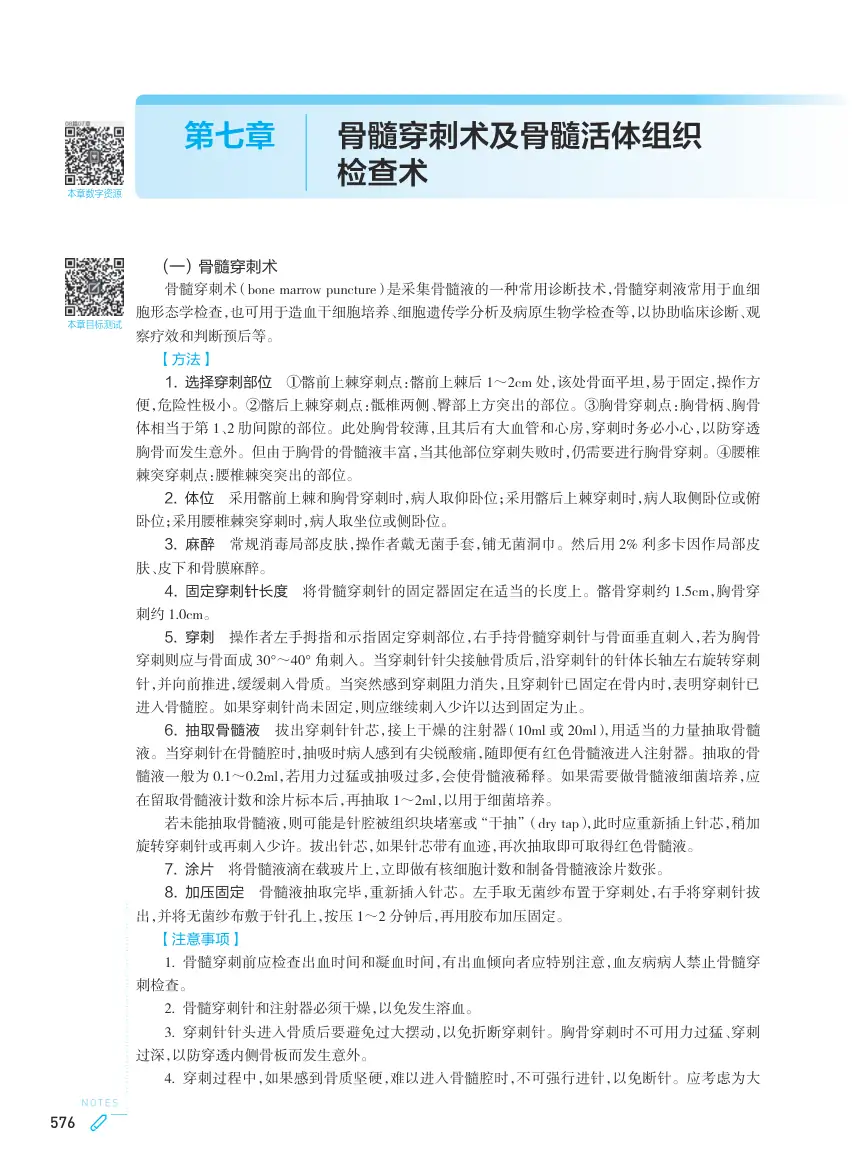 第七章
骨髓穿刺术及骨髓活体组织
检查术
本章数字资源
本章目标测试
（一）骨髓穿刺术
骨髓穿刺术（bone marrow puncture）是采集骨髓液的一种常用诊断技术，骨髓穿刺液常用于血细
胞形态学检查，也可用于造血干细胞培养、细胞遗传学分析及病原生物学检查等，以协助临床诊断、观
察疗效和判断预后等。
【方法】
1. 选择穿刺部位　①髂前上棘穿刺点：髂前上棘后 1～2cm 处，该处骨面平坦，易于固定，操作方
便，危险性极小。②髂后上棘穿刺点：骶椎两侧、臀部上方突出的部位。③胸骨穿刺点：胸骨柄、胸骨
体相当于第 1、2 肋间隙的部位。此处胸骨较薄，且其后有大血管和心房，穿刺时务必小心，以防穿透
胸骨而发生意外。但由于胸骨的骨髓液丰富，当其他部位穿刺失败时，仍需要进行胸骨穿刺。④腰椎
棘突穿刺点：腰椎棘突突出的部位。
2. 体位　采用髂前上棘和胸骨穿刺时，病人取仰卧位；采用髂后上棘穿刺时，病人取侧卧位或俯
卧位；采用腰椎棘突穿刺时，病人取坐位或侧卧位。
3. 麻醉　常规消毒局部皮肤，操作者戴无菌手套，铺无菌洞巾。然后用 2% 利多卡因作局部皮
肤、皮下和骨膜麻醉。
4. 固定穿刺针长度　将骨髓穿刺针的固定器固定在适当的长度上。髂骨穿刺约 1.5cm，胸骨穿
刺约 1.0cm。
5. 穿刺　操作者左手拇指和示指固定穿刺部位，右手持骨髓穿刺针与骨面垂直刺入，若为胸骨
穿刺则应与骨面成 30°～40° 角刺入。当穿刺针针尖接触骨质后，沿穿刺针的针体长轴左右旋转穿刺
针，并向前推进，缓缓刺入骨质。当突然感到穿刺阻力消失，且穿刺针已固定在骨内时，表明穿刺针已
进入骨髓腔。如果穿刺针尚未固定，则应继续刺入少许以达到固定为止。
6. 抽取骨髓液　拔出穿刺针针芯，接上干燥的注射器（10ml 或 20ml），用适当的力量抽取骨髓
液。当穿刺针在骨髓腔时，抽吸时病人感到有尖锐酸痛，随即便有红色骨髓液进入注射器。抽取的骨
髓液一般为 0.1～0.2ml，若用力过猛或抽吸过多，会使骨髓液稀释。如果需要做骨髓液细菌培养，应
在留取骨髓液计数和涂片标本后，再抽取 1～2ml，以用于细菌培养。
若未能抽取骨髓液，则可能是针腔被组织块堵塞或“干抽”（dry tap），此时应重新插上针芯，稍加
旋转穿刺针或再刺入少许。拔出针芯，如果针芯带有血迹，再次抽取即可取得红色骨髓液。
7. 涂片　将骨髓液滴在载玻片上，立即做有核细胞计数和制备骨髓液涂片数张。
8. 加压固定　骨髓液抽取完毕，重新插入针芯。左手取无菌纱布置于穿刺处，右手将穿刺针拔
出，并将无菌纱布敷于针孔上，按压 1～2 分钟后，再用胶布加压固定。
【注意事项】
1. 骨髓穿刺前应检查出血时间和凝血时间，有出血倾向者应特别注意，血友病病人禁止骨髓穿
刺检查。
2. 骨髓穿刺针和注射器必须干燥，以免发生溶血。
3. 穿刺针针头进入骨质后要避免过大摆动，以免折断穿刺针。胸骨穿刺时不可用力过猛、穿刺
过深，以防穿透内侧骨板而发生意外。
4. 穿刺过程中，如果感到骨质坚硬，难以进入骨髓腔时，不可强行进针，以免断针。应考虑为大
NOTES
576